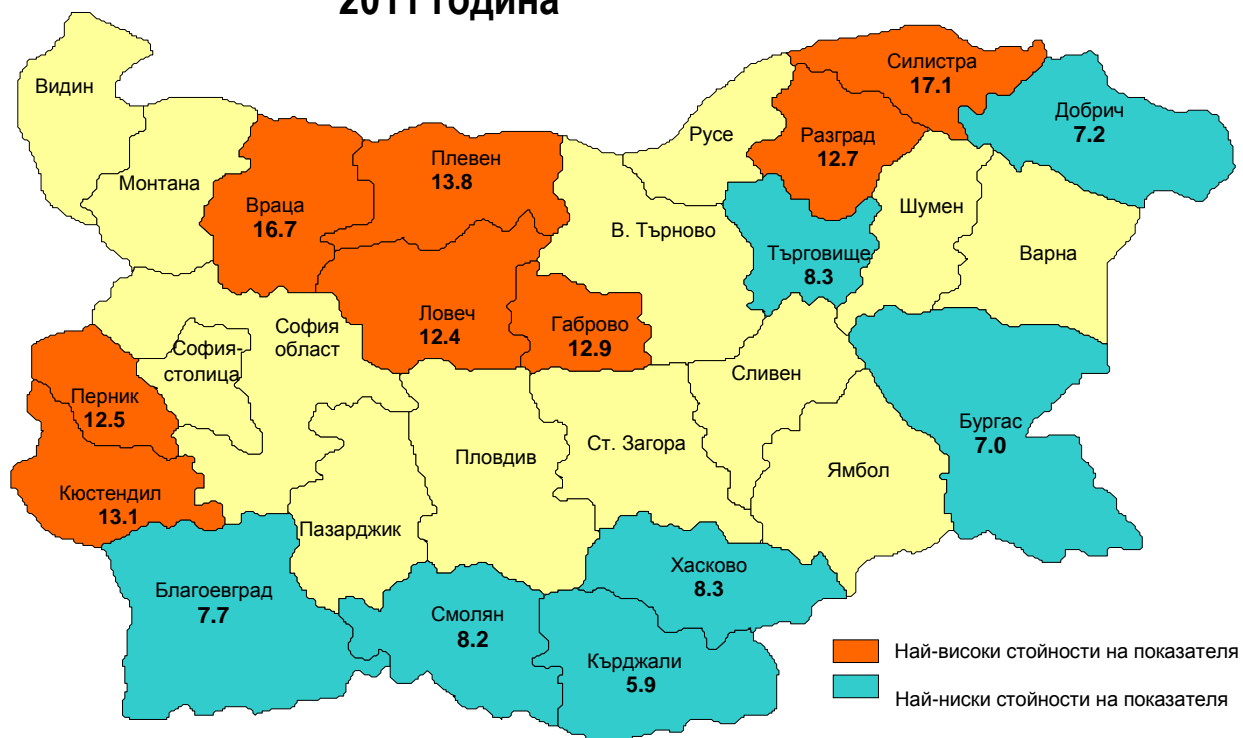 2011 година
Видин
Монтана
Враца
16.7
Плевен
13.8
Ловеч
12.4
Габрово
12.9
В. Търново
Русе
Разград
12.7
Силистра
17.1
Добрич
7.2
Търговище
8.3
Шумен
Варна
София
област
София-
столица
Перник
12.5
Кюстендил
13.1
Благоевград
7.7
Пазарджик
Пловдив
Смолян
8.2
Ст. Загора
Хасково
8.3
Кърджали
5.9
Сливен
Ямбол
Бургас
7.0
Най-високи стойности на показателя
Най-ниски стойности на показателя